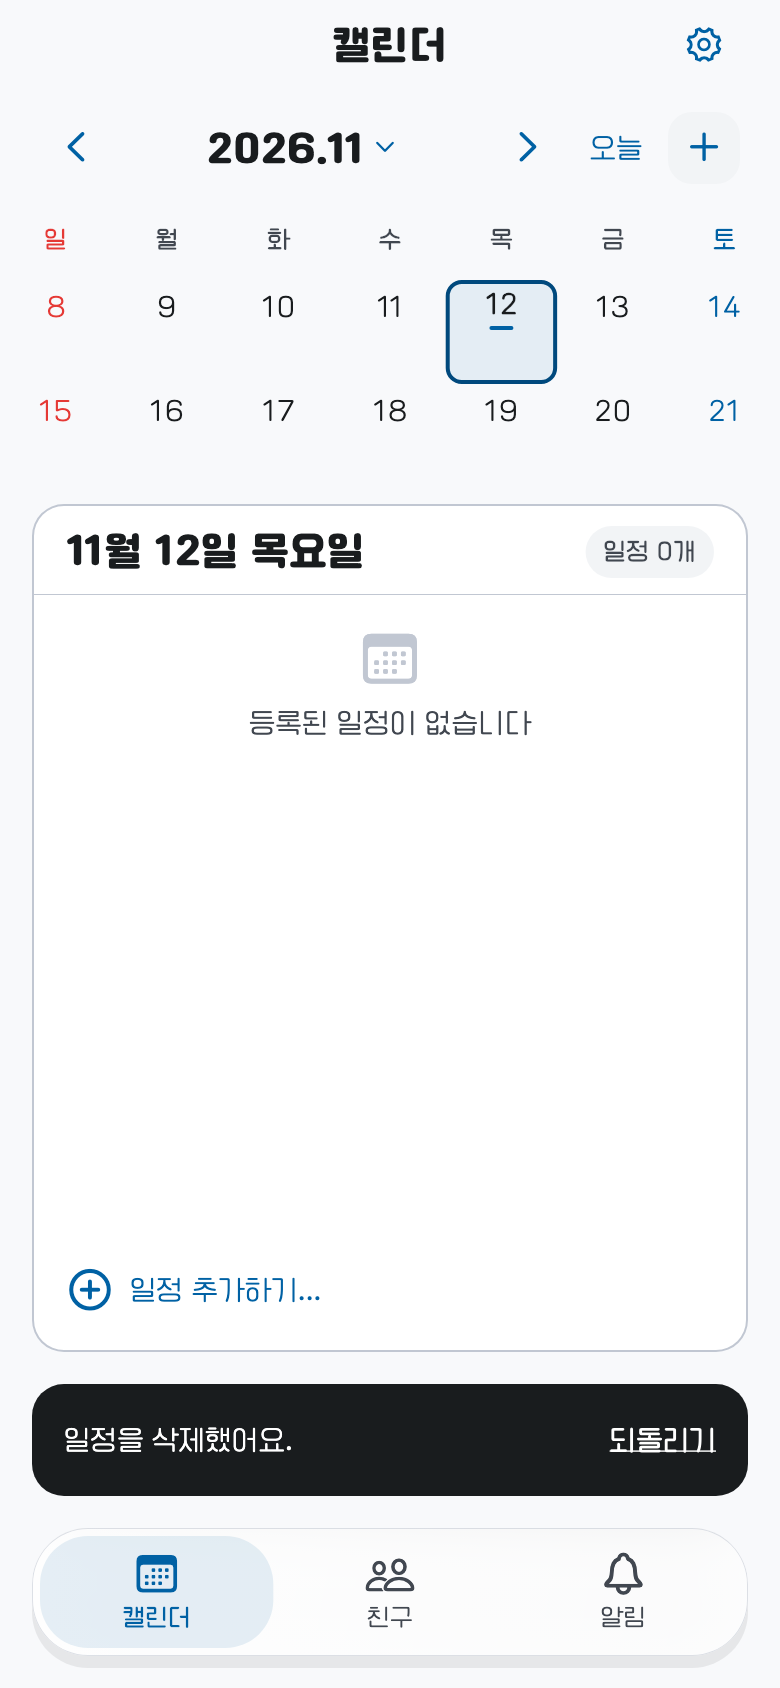 캘린더
2026.11 오늘
일 월 화 수 목 금 토
8 9 10 11 12 13 14
15 16 17 18 19 20 21
11월 12일 목요일 일정 0개
등록된 일정이 없습니다
일정 추가하기...
일정을 삭제했어요. 되돌리기
캘린더 친구 알림